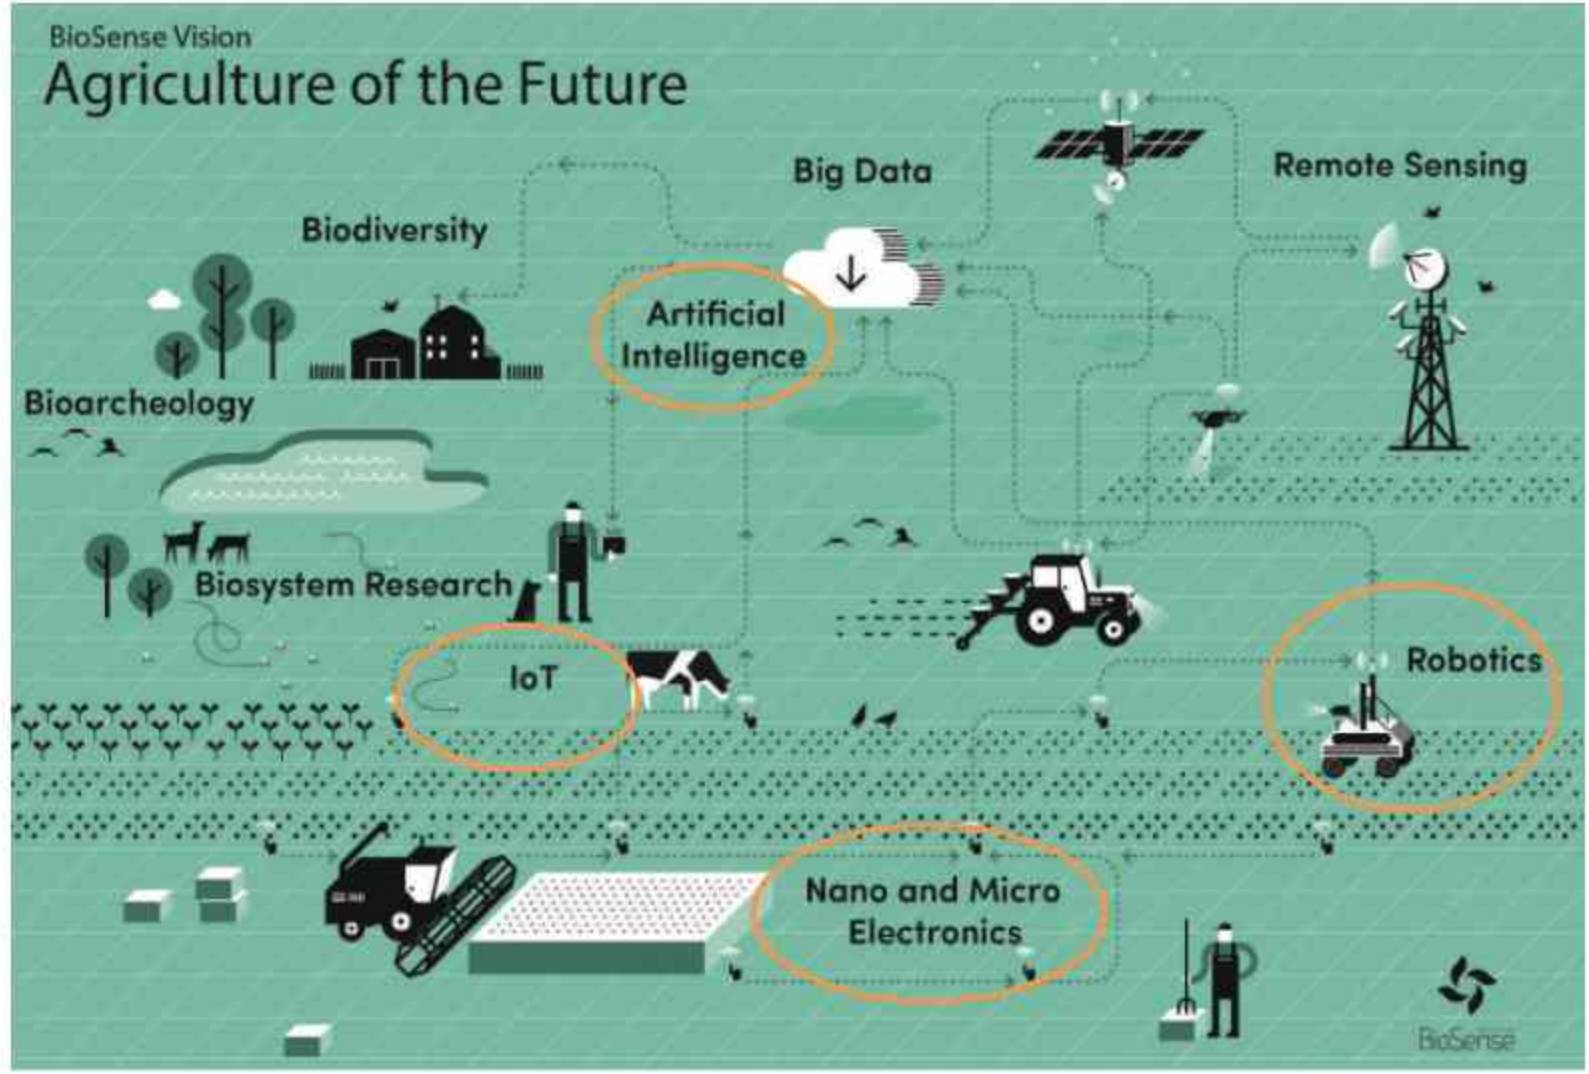 BioSense Vision
Agriculture of the Future
Big Data
Remote Sensing
Biodiversity
Artificial
Intelligence
Bioarcheology
Biosystem Research
IoT
Robotics
Nano and Micro
Electronics
BioSense